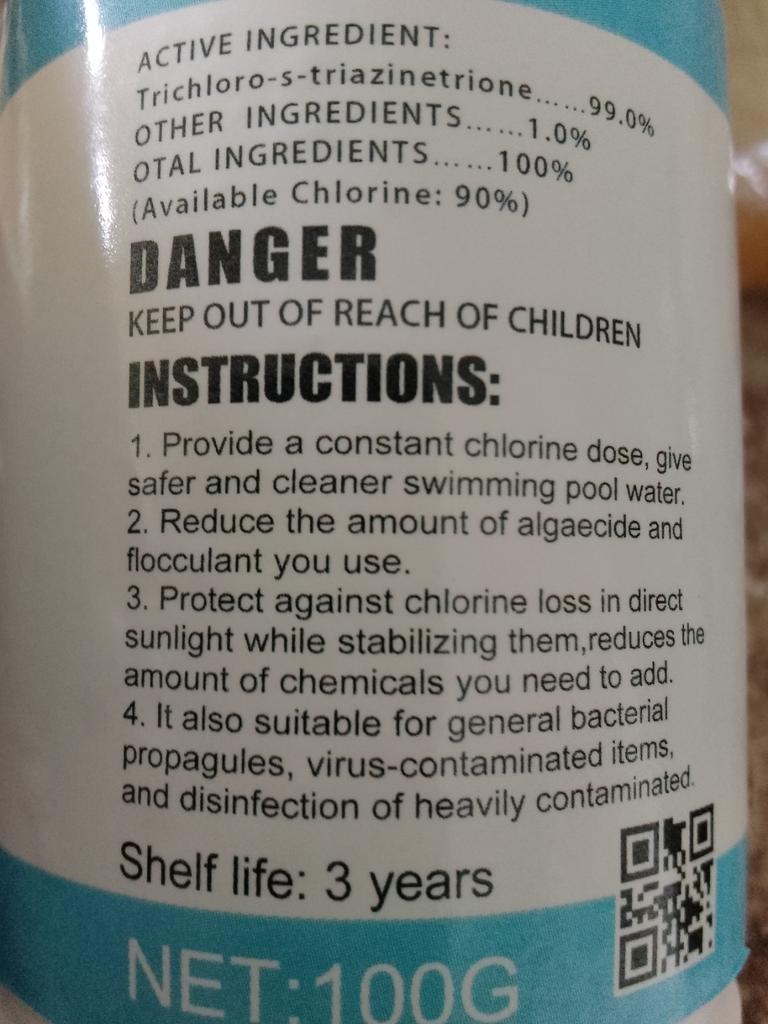 ACTIVE INGREDIENT:
Trichloro-s-triazinetrione......99.0%
OTHER INGREDIENTS......1.0%
OTAL INGREDIENTS......100%
(Available Chlorine: 90%)
DANGER
KEEP OUT OF REACH OF CHILDREN
INSTRUCTIONS:
1. Provide a constant chlorine dose, give
safer and cleaner swimming pool water.
2. Reduce the amount of algaecide and
flocculant you use.
3. Protect against chlorine loss in direct
sunlight while stabilizing them,reduces the
amount of chemicals you need to add.
4. It also suitable for general bacterial
propagules, virus-contaminated items,
and disinfection of heavily contaminated.
Shelf life: 3 years
NET:100G